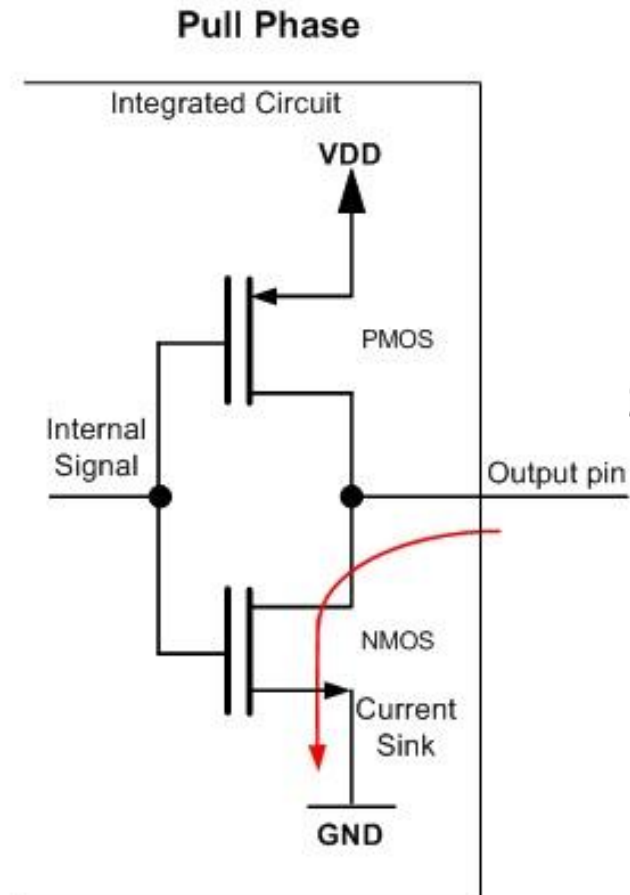 Pull Phase
Integrated Circuit
VDD
PMOS
Internal
Signal
Output pin
NMOS
Current
Sink
GND